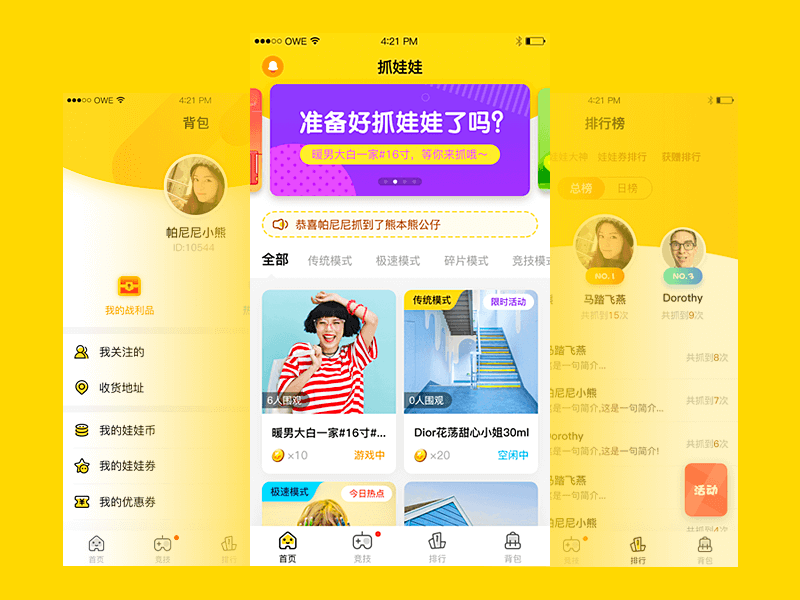 OWE
4:21 PM
背包
帕尼尼小熊
ID:10544
我的战利品
我关注的
收货地址
我的娃娃币
我的娃娃券
我的优惠券
首页
竞技
排行
OWE
4:21 PM
抓娃娃
准备好抓娃娃了吗?
暖男大白一家#16寸，等你来抓哦～
恭喜帕尼尼抓到了熊本熊公仔
全部
传统模式
极速模式
碎片模式
竞技模式
6人围观
暖男大白一家#16寸#...
×10
游戏中
传统模式
限时活动
0人围观
Dior花荡甜心小姐30ml
×20
空闲中
极速模式
今日热点
首页
竞技
排行
背包
4:21 PM
排行榜
娃大神
娃娃券排行
获赠排行
总榜
日榜
NO.1
马踏飞燕
共抓到15次
NO.3
Dorothy
共抓到9次
马踏飞燕
是一句简介...
共抓到8次
帕尼尼小熊
是一句简介,这是一句简介...
共抓到7次
Dorothy
是一句简介,这是一句简介!
共抓到6次
马踏飞燕
是一句简介...
活动
帕尼尼小熊
共抓到4次
竞技
排行
背包